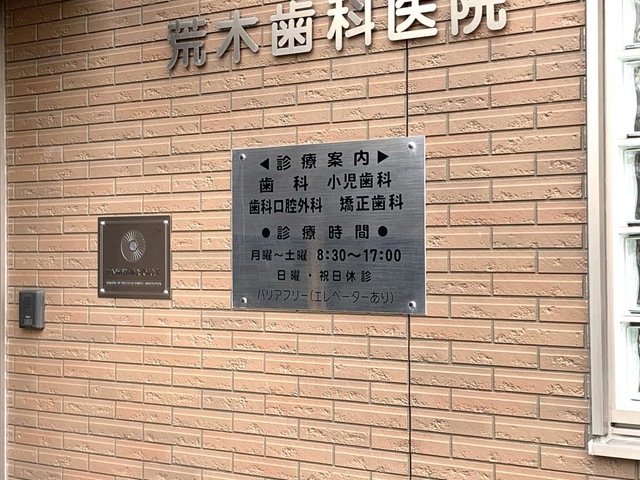 荒木歯科医院
◀診療案内▶
歯科 小児歯科
歯科口腔外科 矯正歯科
●診療時間●
月曜～土曜 8:30～17:00
日曜・祝日休診
バリアフリー(エレベーターあり)